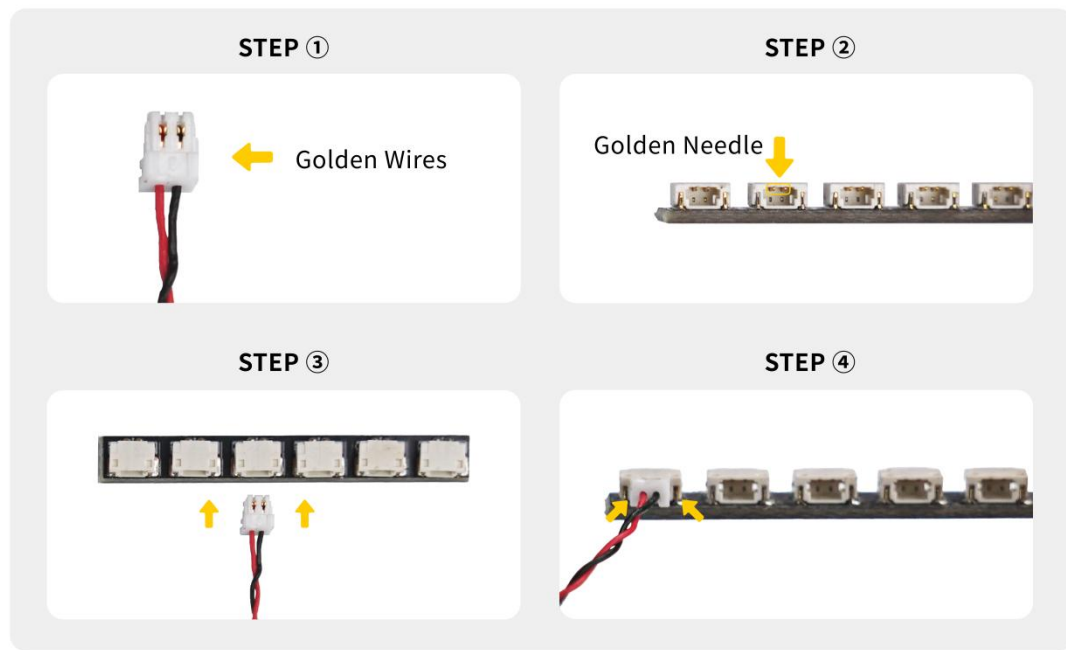 STEP ①
STEP ②
Golden Wires
Golden Needle
STEP ③
STEP ④